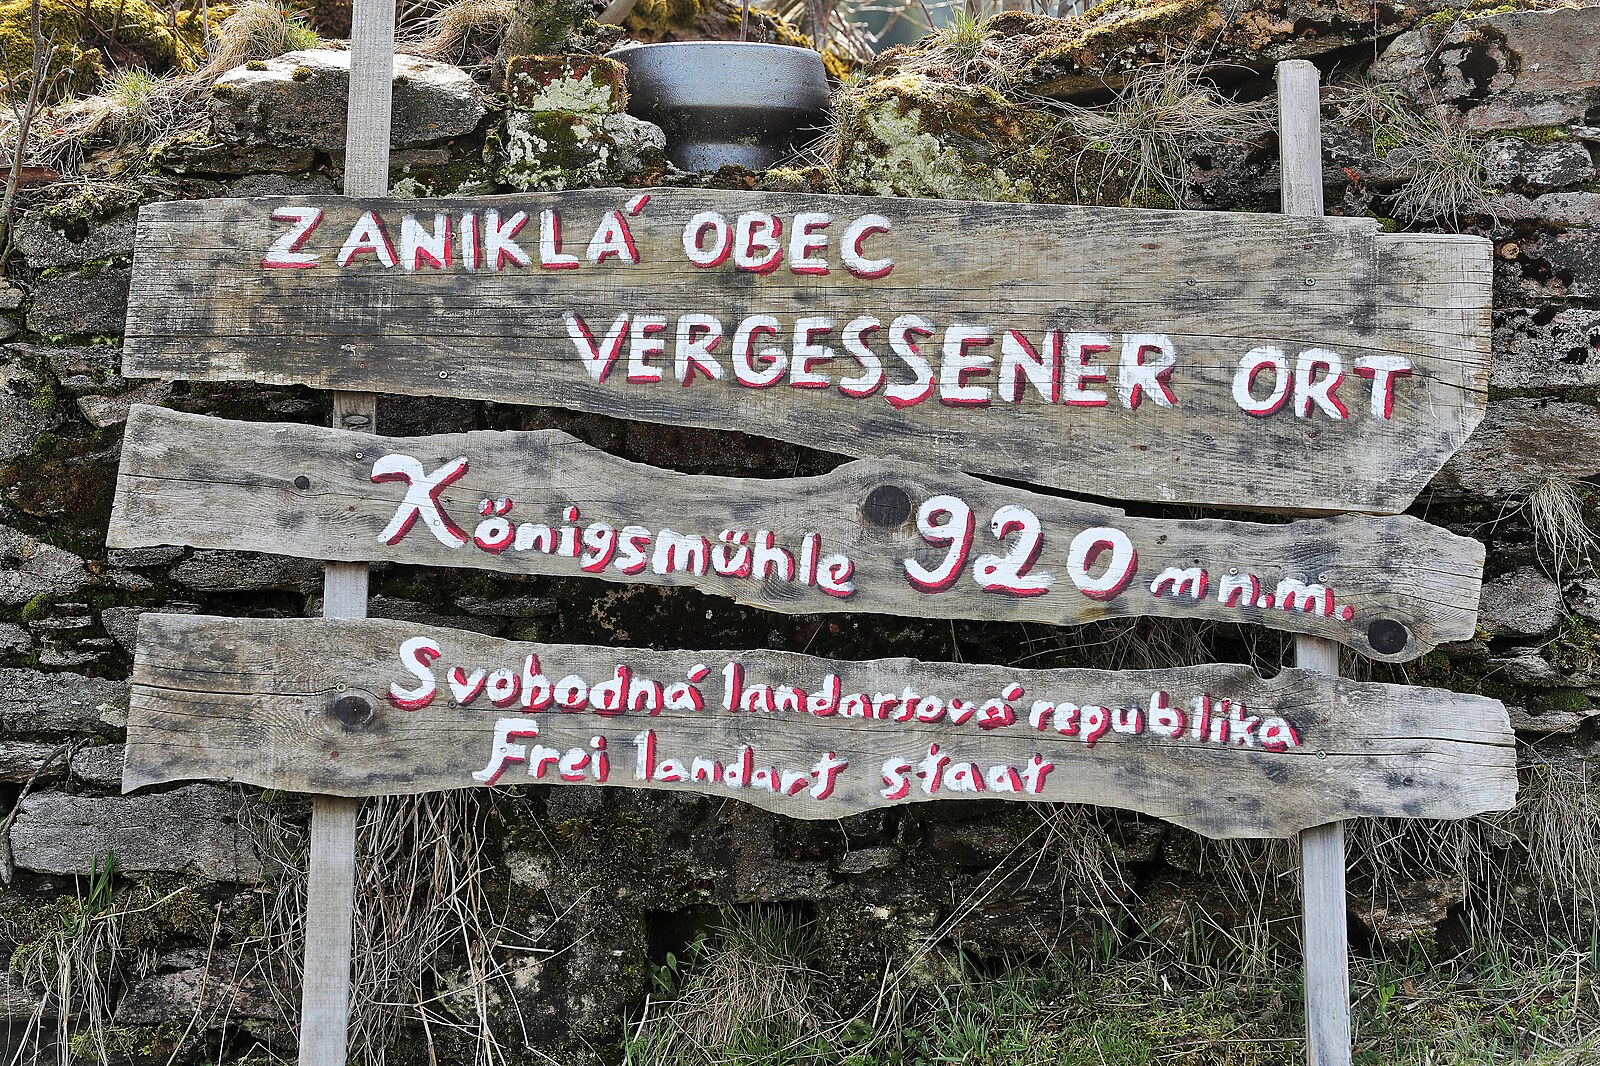 ZANIKLÁ OBEC
VERGESSENER ORT
Königsmühle 920 m n.m.
Svobodná landartová republika
Frei landart staat